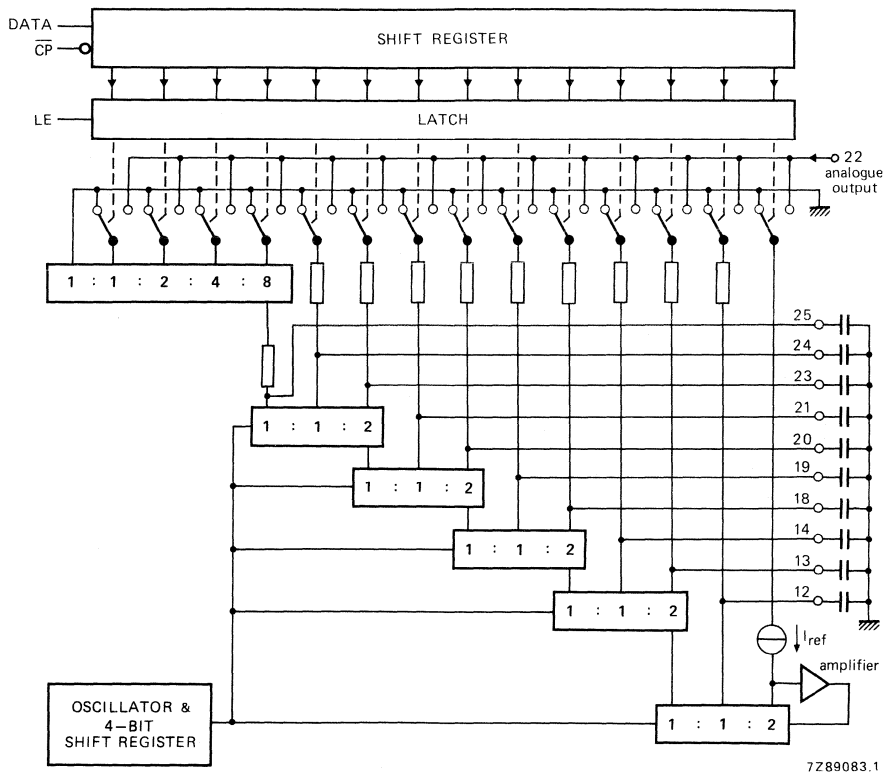 DATA
CP
SHIFT REGISTER
LE
LATCH
22
analogue
output
1 : 1 : 2 : 4 : 8
25
24
23
1 : 1 : 2
21
20
1 : 1 : 2
19
18
1 : 1 : 2
14
13
12
1 : 1 : 2
Iref
amplifier
OSCILLATOR &
4-BIT
SHIFT REGISTER
1 : 1 : 2
7Z89083.1